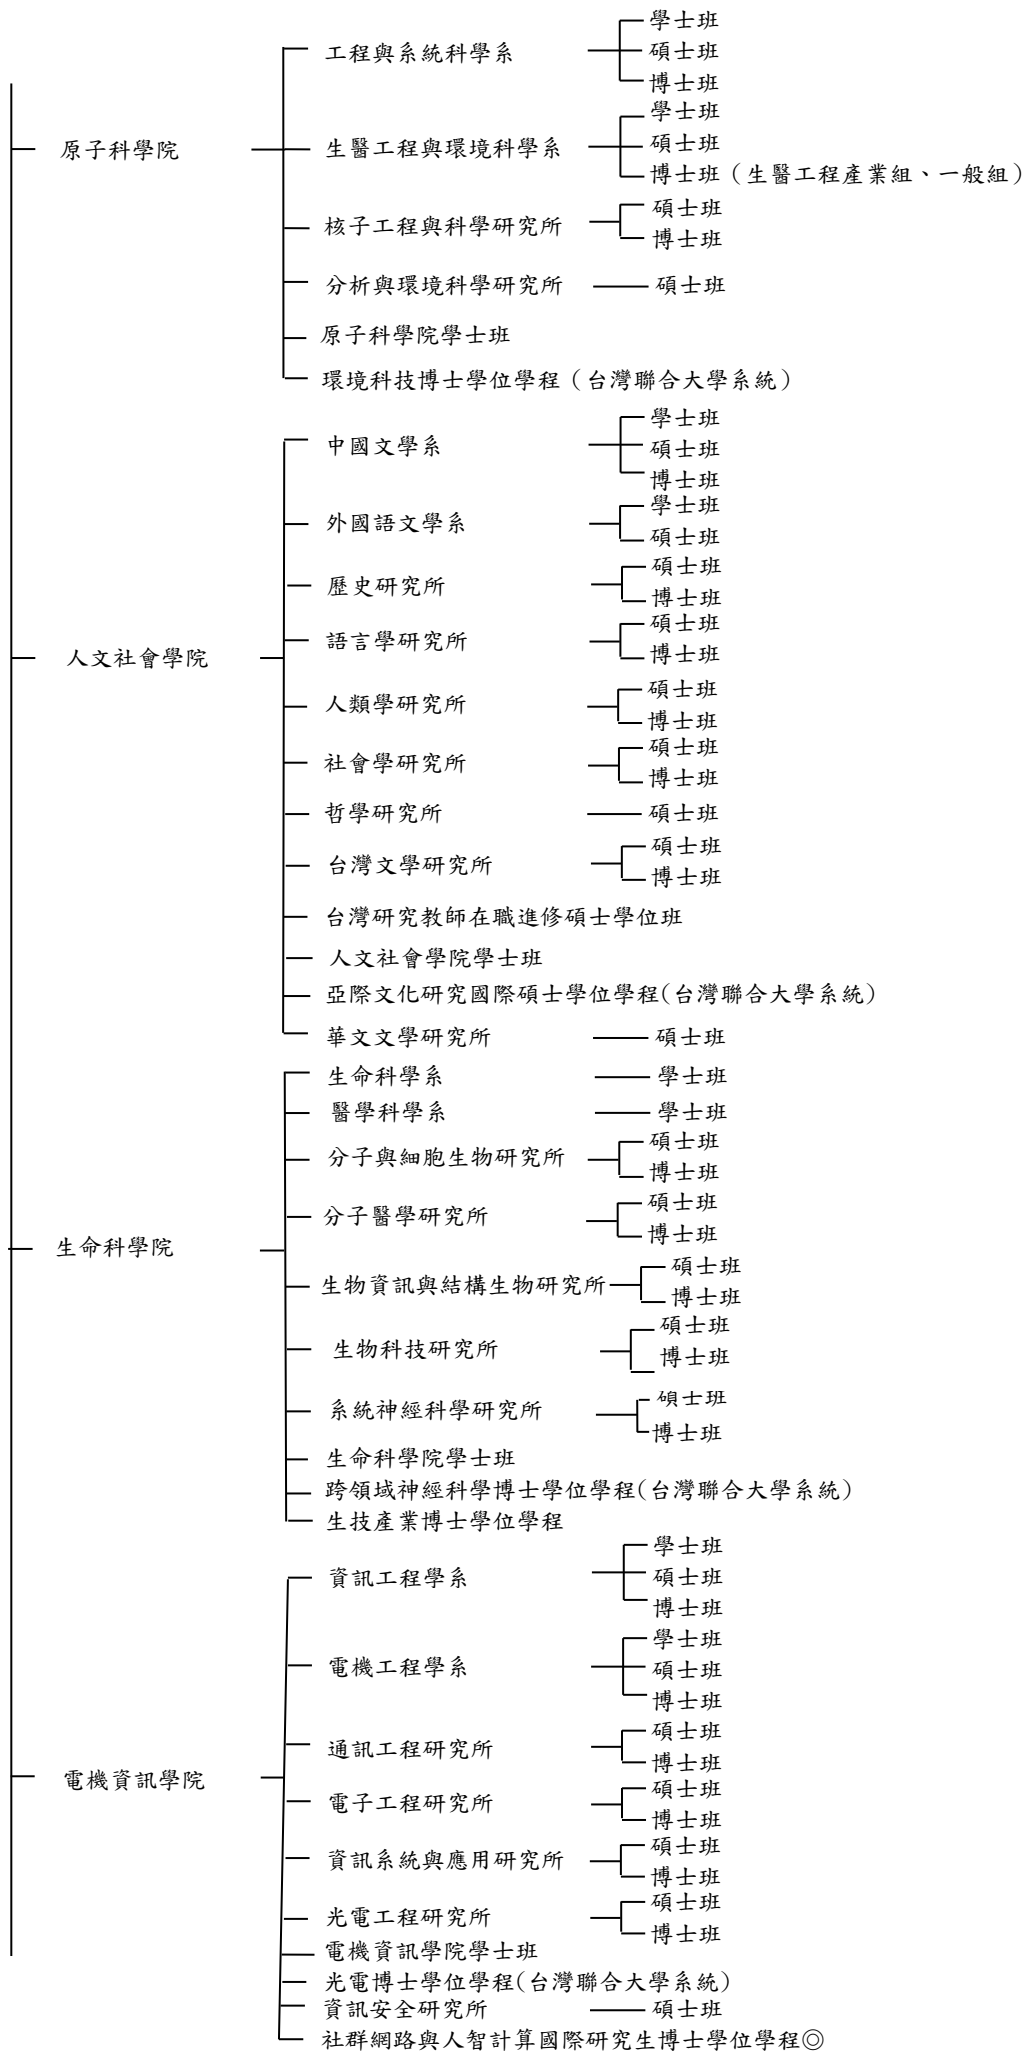 原子科學院
工程與系統科學系
學士班
碩士班
博士班
生醫工程與環境科學系
學士班
碩士班
博士班（生醫工程產業組、一般組）
核子工程與科學研究所
碩士班
博士班
分析與環境科學研究所
碩士班
原子科學院學士班
環境科技博士學位學程（台灣聯合大學系統）
人文社會學院
中國文學系
學士班
碩士班
博士班
外國語文學系
學士班
碩士班
歷史研究所
碩士班
博士班
語言學研究所
碩士班
博士班
人類學研究所
碩士班
博士班
社會學研究所
碩士班
博士班
哲學研究所
碩士班
台灣文學研究所
碩士班
博士班
台灣研究教師在職進修碩士學位班
人文社會學院學士班
亞際文化研究國際碩士學位學程(台灣聯合大學系統)
華文文學研究所
碩士班
生命科學院
生命科學系
學士班
醫學科學系
學士班
分子與細胞生物研究所
碩士班
博士班
分子醫學研究所
碩士班
博士班
生物資訊與結構生物研究所
碩士班
博士班
生物科技研究所
碩士班
博士班
系統神經科學研究所
碩士班
博士班
生命科學院學士班
跨領域神經科學博士學位學程(台灣聯合大學系統)
生技產業博士學位學程
電機資訊學院
資訊工程學系
學士班
碩士班
博士班
電機工程學系
學士班
碩士班
博士班
通訊工程研究所
碩士班
博士班
電子工程研究所
碩士班
博士班
資訊系統與應用研究所
碩士班
博士班
光電工程研究所
碩士班
博士班
電機資訊學院學士班
光電博士學位學程(台灣聯合大學系統)
資訊安全研究所
碩士班
社群網路與人智計算國際研究生博士學位學程◎